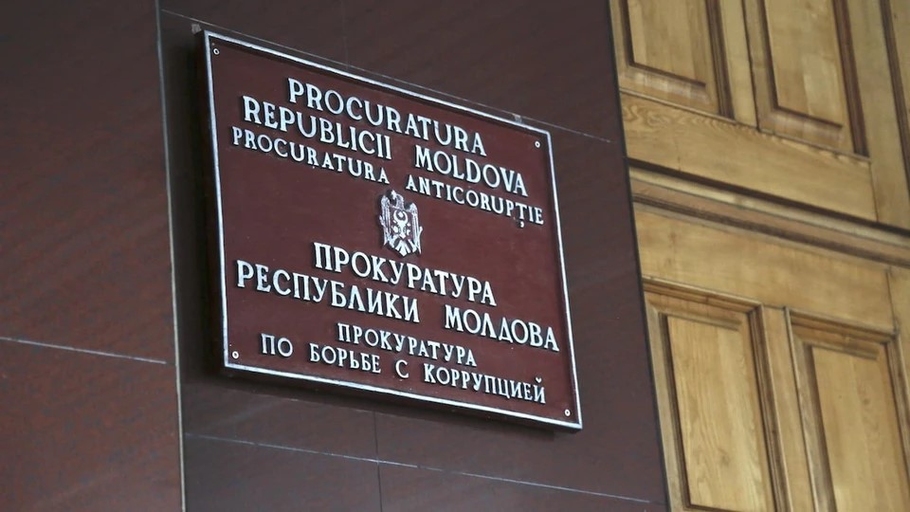 PROCURATURA
REPUBLICII MOLDOVA
PROCURATURA ANTICORUPȚIE
ПРОКУРАТУРА
РЕСПУБЛИКИ МОЛДОВА
ПРОКУРАТУРА
ПО БОРЬБЕ С КОРРУПЦИЕЙ